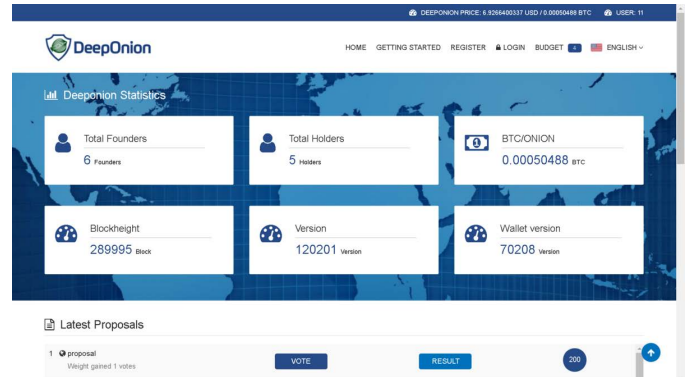 DEEPONION PRICE: 6.9266400337 USD / 0.00050488 BTC USER: 11
DeepOnion
HOME GETTING STARTED REGISTER LOGIN BUDGET 4 ENGLISH
Deeponion Statistics
Total Founders
6 Founders
Total Holders
5 Holders
BTC/ONION
0.00050488 BTC
Blockheight
289995 Block
Version
120201 Version
Wallet version
70208 Version
Latest Proposals
1 proposal
Weight gained 1 votes
VOTE
RESULT
200